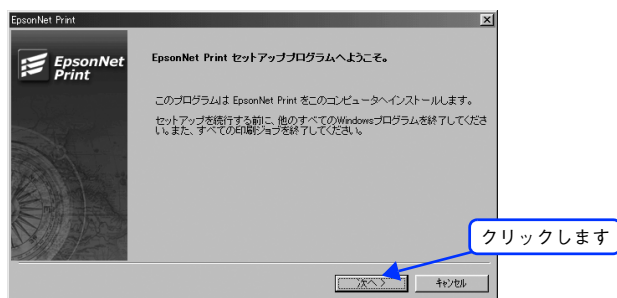 EpsonNet Print
EpsonNet
Print
EpsonNet Print セットアッププログラムへようこそ。
このプログラムは EpsonNet Print をこのコンピュータへインストールします。
セットアップを続行する前に、他のすべてのWindowsプログラムを終了してくださ
い。また、すべての印刷ジョブを終了してください。
クリックします
次へ >
キャンセル